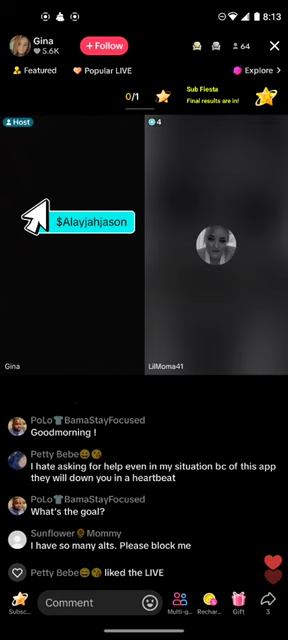 8:13
Gina
5.6K
+ Follow
64
Featured
Popular LIVE
Explore >
0/1
Sub Fiesta
Final results are in!
Host
4
$Alayjahjason
Gina
LilMoma41
PoLo👕BamaStayFocused
Goodmorning !
Petty Bebe😄😘
I hate asking for help even in my situation bc of this app
they will down you in a heartbeat
PoLo👕BamaStayFocused
What's the goal?
Sunflower🌻Mommy
I have so many alts. Please block me
Petty Bebe😄😘 liked the LIVE
Comment
Subsc...
Multi-g...
Rechar...
Gift
3